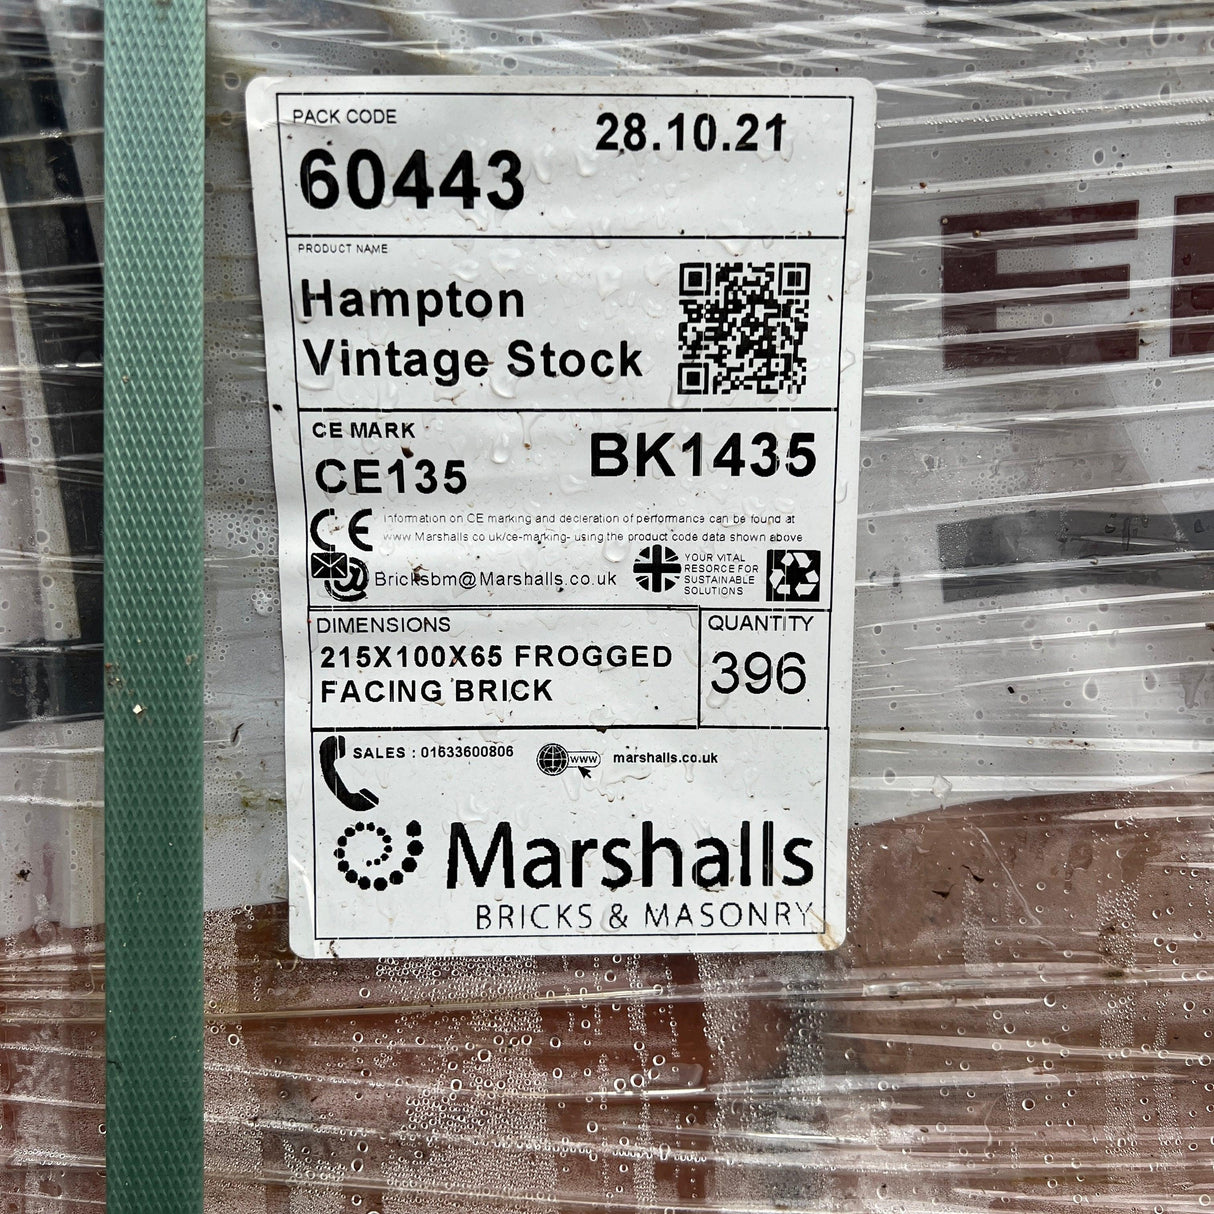 PACK CODE
28.10.21
60443
PRODUCT NAME
Hampton
Vintage Stock
CE MARK
CE135
BK1435
CE
Information on CE marking and decleration of performance can be found at
www Marshalls co uk/ce-marking- using the product code data shown above
Bricksbm@Marshalls.co.uk
YOUR VITAL
RESORCE FOR
SUSTAINABLE
SOLUTIONS
DIMENSIONS
215X100X65 FROGGED
FACING BRICK
QUANTITY
396
SALES : 01633600806
www
marshalls.co.uk
Marshalls
BRICKS & MASONRY